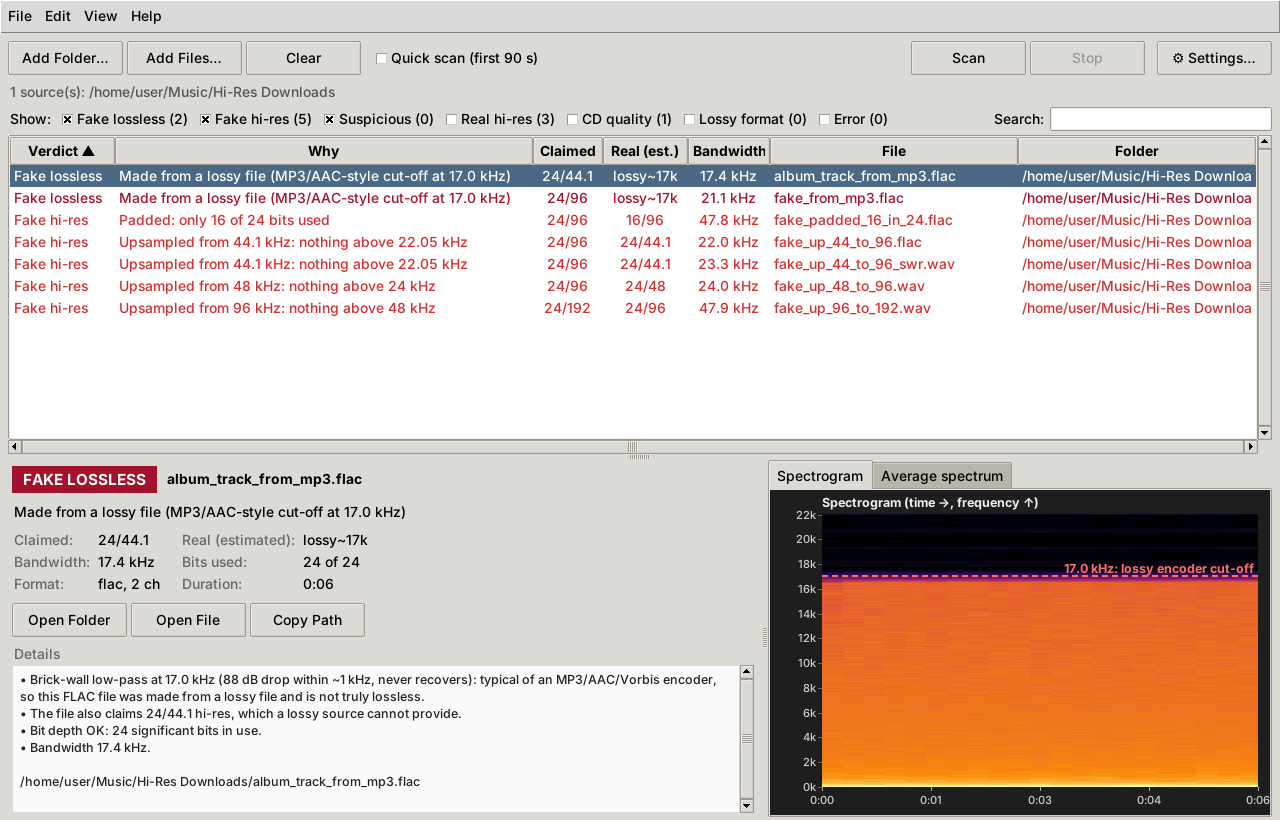 File Edit View Help
Add Folder... Add Files... Clear Quick scan (first 90 s) Scan Stop ⚙ Settings...
1 source(s): /home/user/Music/Hi-Res Downloads
Show: Fake lossless (2) Fake hi-res (5) Suspicious (0) Real hi-res (3) CD quality (1) Lossy format (0) Error (0) Search:
Verdict ▲ Why Claimed Real (est.) Bandwidth File Folder
Fake lossless Made from a lossy file (MP3/AAC-style cut-off at 17.0 kHz) 24/44.1 lossy~17k 17.4 kHz album_track_from_mp3.flac /home/user/Music/Hi-Res Downloa
Fake lossless Made from a lossy file (MP3/AAC-style cut-off at 17.0 kHz) 24/96 lossy~17k 21.1 kHz fake_from_mp3.flac /home/user/Music/Hi-Res Downloa
Fake hi-res Padded: only 16 of 24 bits used 24/96 16/96 47.8 kHz fake_padded_16_in_24.flac /home/user/Music/Hi-Res Downloa
Fake hi-res Upsampled from 44.1 kHz: nothing above 22.05 kHz 24/96 24/44.1 22.0 kHz fake_up_44_to_96.flac /home/user/Music/Hi-Res Downloa
Fake hi-res Upsampled from 44.1 kHz: nothing above 22.05 kHz 24/96 24/44.1 23.3 kHz fake_up_44_to_96_swr.wav /home/user/Music/Hi-Res Downloa
Fake hi-res Upsampled from 48 kHz: nothing above 24 kHz 24/96 24/48 24.0 kHz fake_up_48_to_96.wav /home/user/Music/Hi-Res Downloa
Fake hi-res Upsampled from 96 kHz: nothing above 48 kHz 24/192 24/96 47.9 kHz fake_up_96_to_192.wav /home/user/Music/Hi-Res Downloa
FAKE LOSSLESS album_track_from_mp3.flac
Made from a lossy file (MP3/AAC-style cut-off at 17.0 kHz)
Claimed: 24/44.1 Real (estimated): lossy~17k
Bandwidth: 17.4 kHz Bits used: 24 of 24
Format: flac, 2 ch Duration: 0:06
Open Folder Open File Copy Path
Details
• Brick-wall low-pass at 17.0 kHz (88 dB drop within ~1 kHz, never recovers): typical of an MP3/AAC/Vorbis encoder,
so this FLAC file was made from a lossy file and is not truly lossless.
• The file also claims 24/44.1 hi-res, which a lossy source cannot provide.
• Bit depth OK: 24 significant bits in use.
• Bandwidth 17.4 kHz.
/home/user/Music/Hi-Res Downloads/album_track_from_mp3.flac
Spectrogram Average spectrum
Spectrogram (time →, frequency ↑)
22k
20k
18k
17.0 kHz: lossy encoder cut-off
16k
14k
12k
10k
8k
6k
4k
2k
0k
0:00 0:01 0:03 0:04 0:06